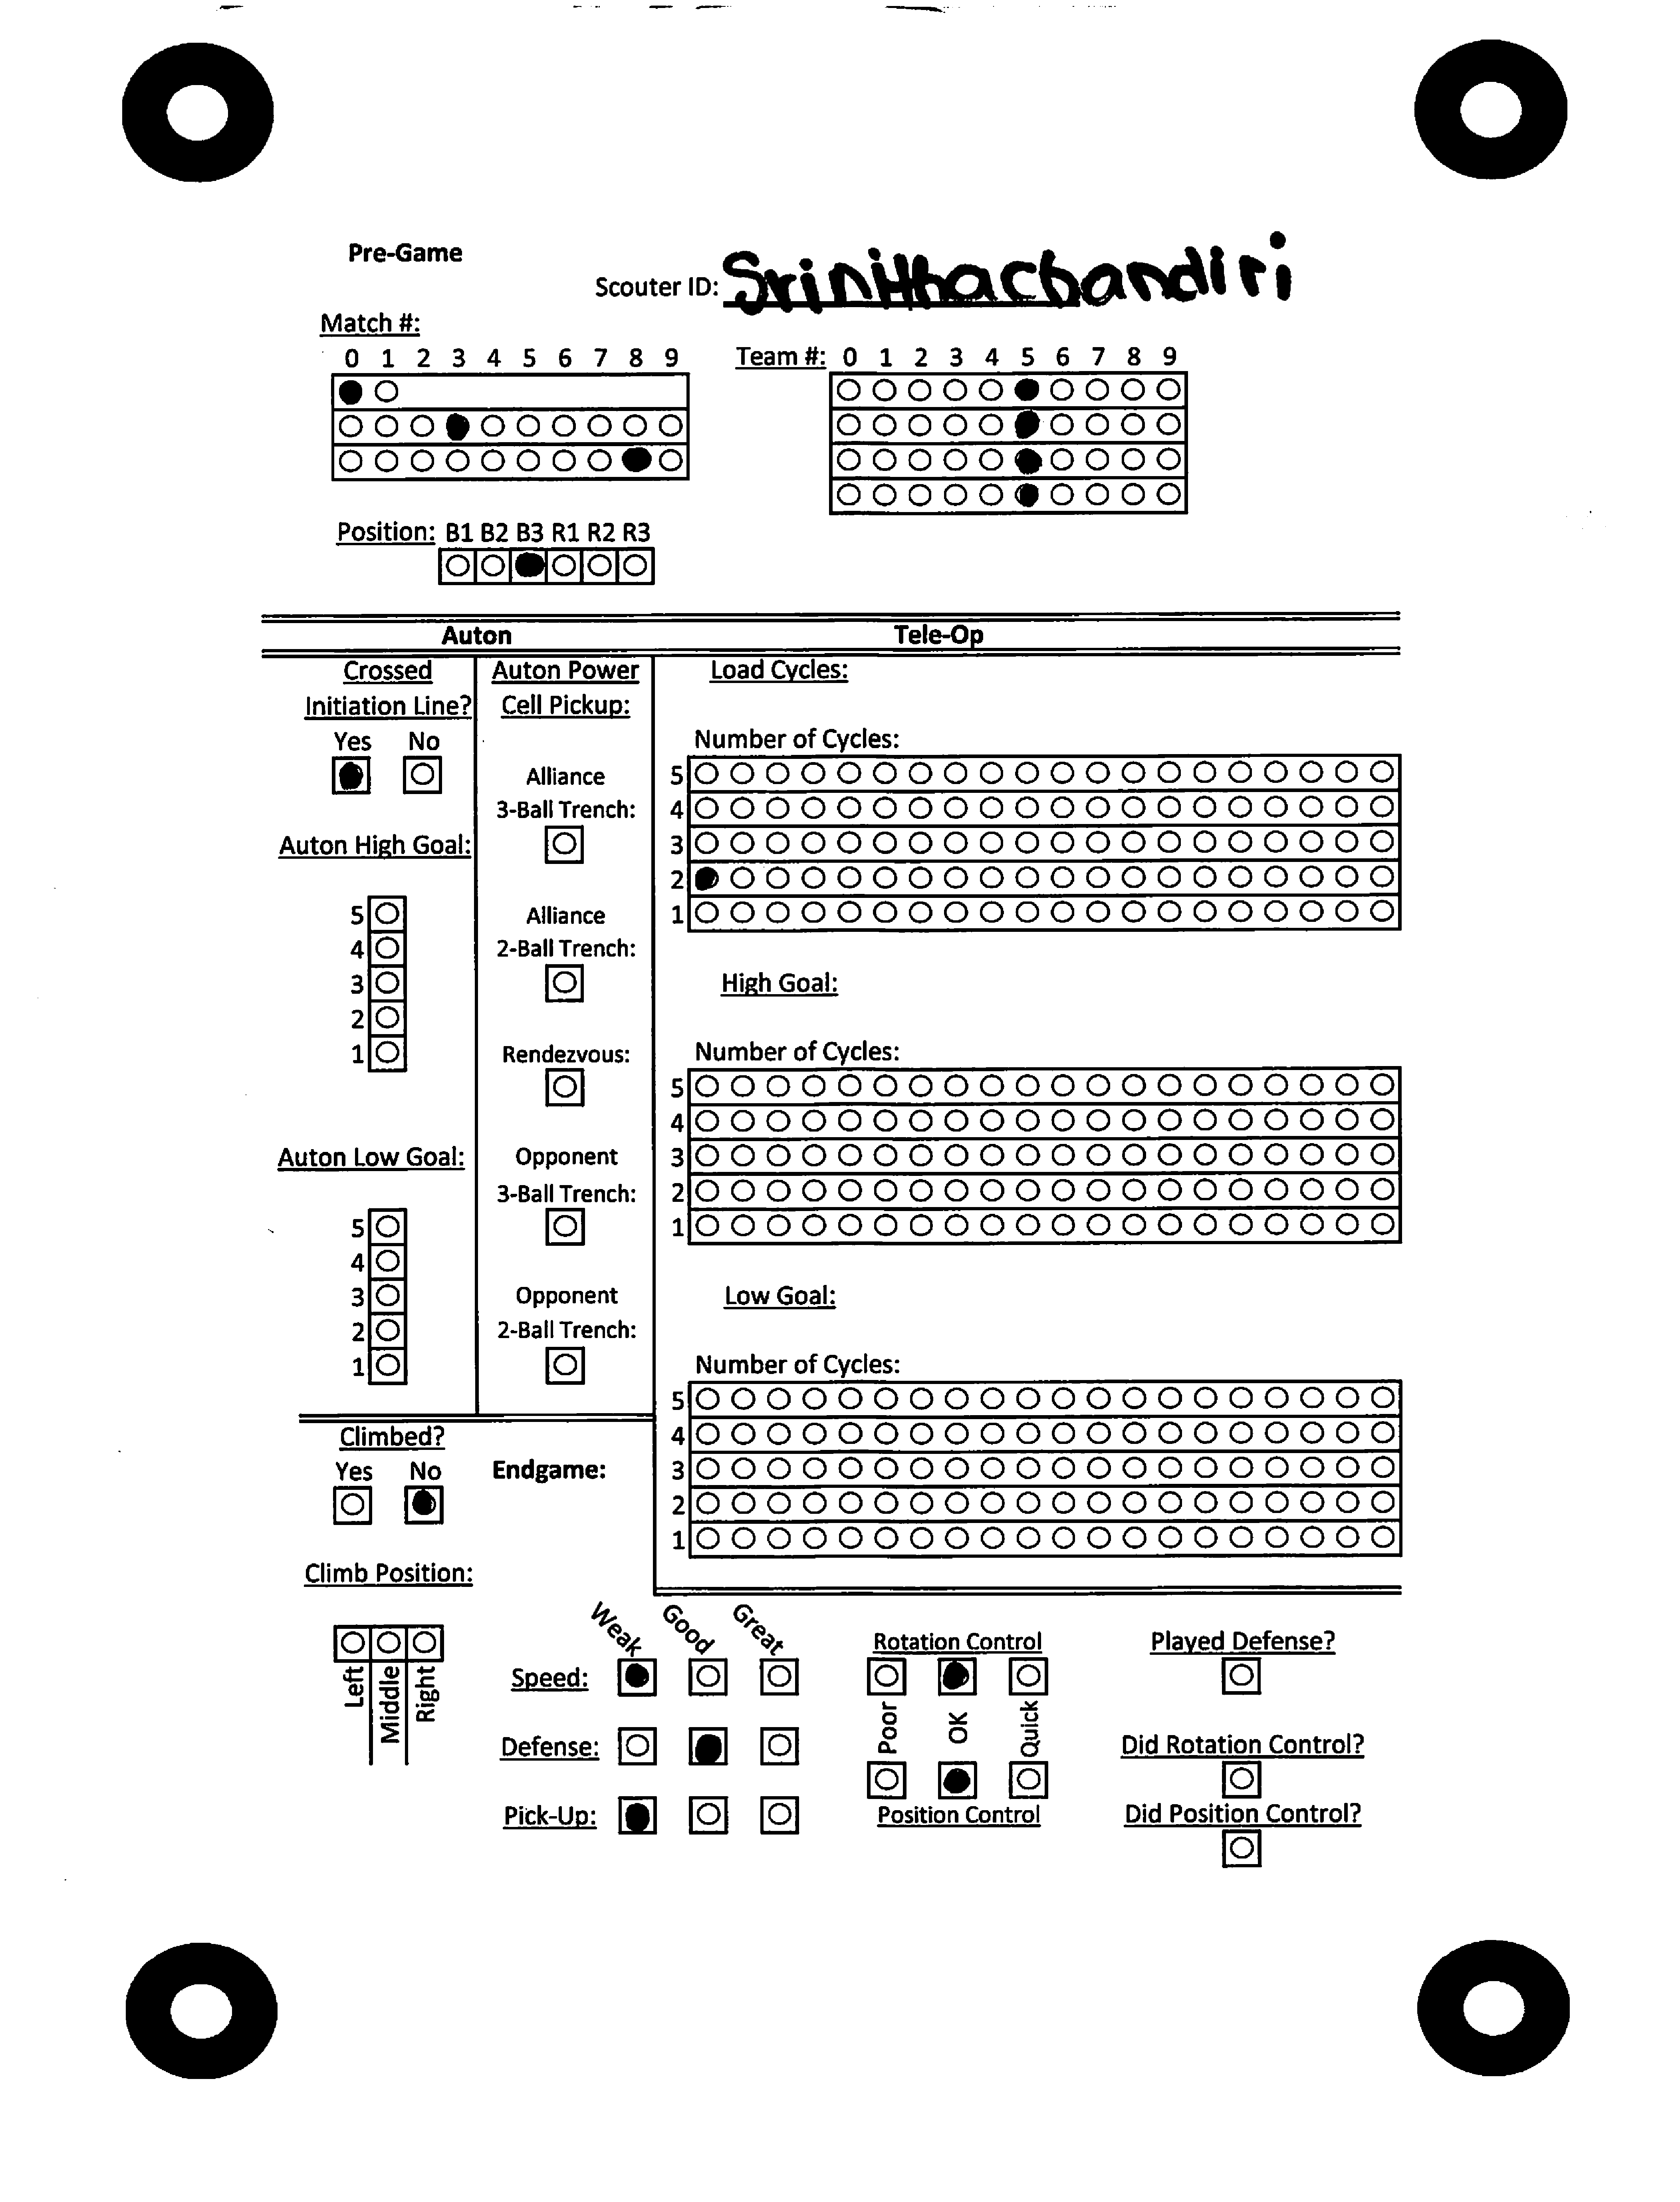 Pre-Game
Scouter ID: Srinithachandiri
Match #:
0 1 2 3 4 5 6 7 8 9
Team #: 0 1 2 3 4 5 6 7 8 9
Position: B1 B2 B3 R1 R2 R3
Auton
Tele-Op
Crossed
Initiation Line?
Yes No
Auton High Goal:
5
4
3
2
1
Auton Low Goal:
5
4
3
2
1
Auton Power
Cell Pickup:
Alliance
3-Ball Trench:
Alliance
2-Ball Trench:
Rendezvous:
Opponent
3-Ball Trench:
Opponent
2-Ball Trench:
Load Cycles:
Number of Cycles:
5
4
3
2
1
High Goal:
Number of Cycles:
5
4
3
2
1
Low Goal:
Number of Cycles:
5
4
3
2
1
Climbed?
Yes No
Endgame:
Climb Position:
Left
Middle
Right
Weak Good Great
Speed:
Defense:
Pick-Up:
Rotation Control
Poor OK Quick
Position Control
Played Defense?
Did Rotation Control?
Did Position Control?